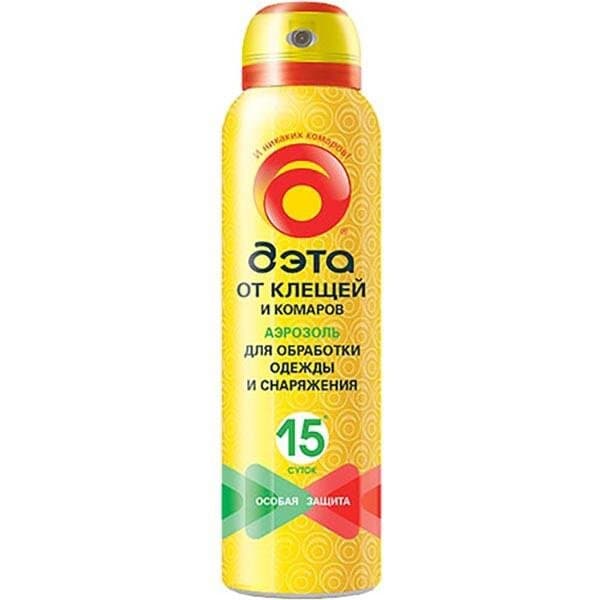 И никаких комаров!
дэта
®
ОТ КЛЕЩЕЙ
И КОМАРОВ
АЭРОЗОЛЬ
ДЛЯ ОБРАБОТКИ
ОДЕЖДЫ
И СНАРЯЖЕНИЯ
15*
СУТОК
ОСОБАЯ ЗАЩИТА